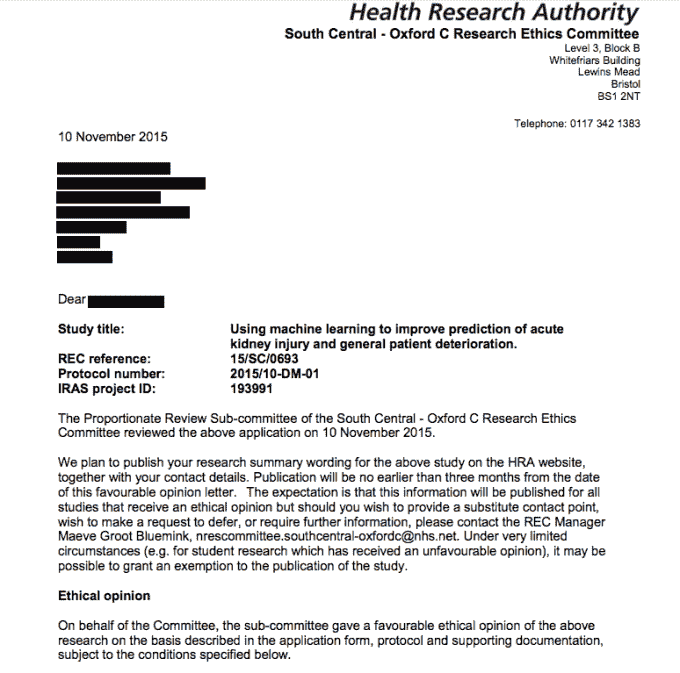 Health Research Authority
South Central - Oxford C Research Ethics Committee
Level 3, Block B
Whitefriars Building
Lewins Mead
Bristol
BS1 2NT
Telephone: 0117 342 1383
10 November 2015
Dear
Study title: Using machine learning to improve prediction of acute
kidney injury and general patient deterioration.
REC reference: 15/SC/0693
Protocol number: 2015/10-DM-01
IRAS project ID: 193991
The Proportionate Review Sub-committee of the South Central - Oxford C Research Ethics
Committee reviewed the above application on 10 November 2015.
We plan to publish your research summary wording for the above study on the HRA website,
together with your contact details. Publication will be no earlier than three months from the date
of this favourable opinion letter.  The expectation is that this information will be published for all
studies that receive an ethical opinion but should you wish to provide a substitute contact point,
wish to make a request to defer, or require further information, please contact the REC Manager
Maeve Groot Bluemink, nrescommittee.southcentral-oxfordc@nhs.net. Under very limited
circumstances (e.g. for student research which has received an unfavourable opinion), it may be
possible to grant an exemption to the publication of the study.
Ethical opinion
On behalf of the Committee, the sub-committee gave a favourable ethical opinion of the above
research on the basis described in the application form, protocol and supporting documentation,
subject to the conditions specified below.